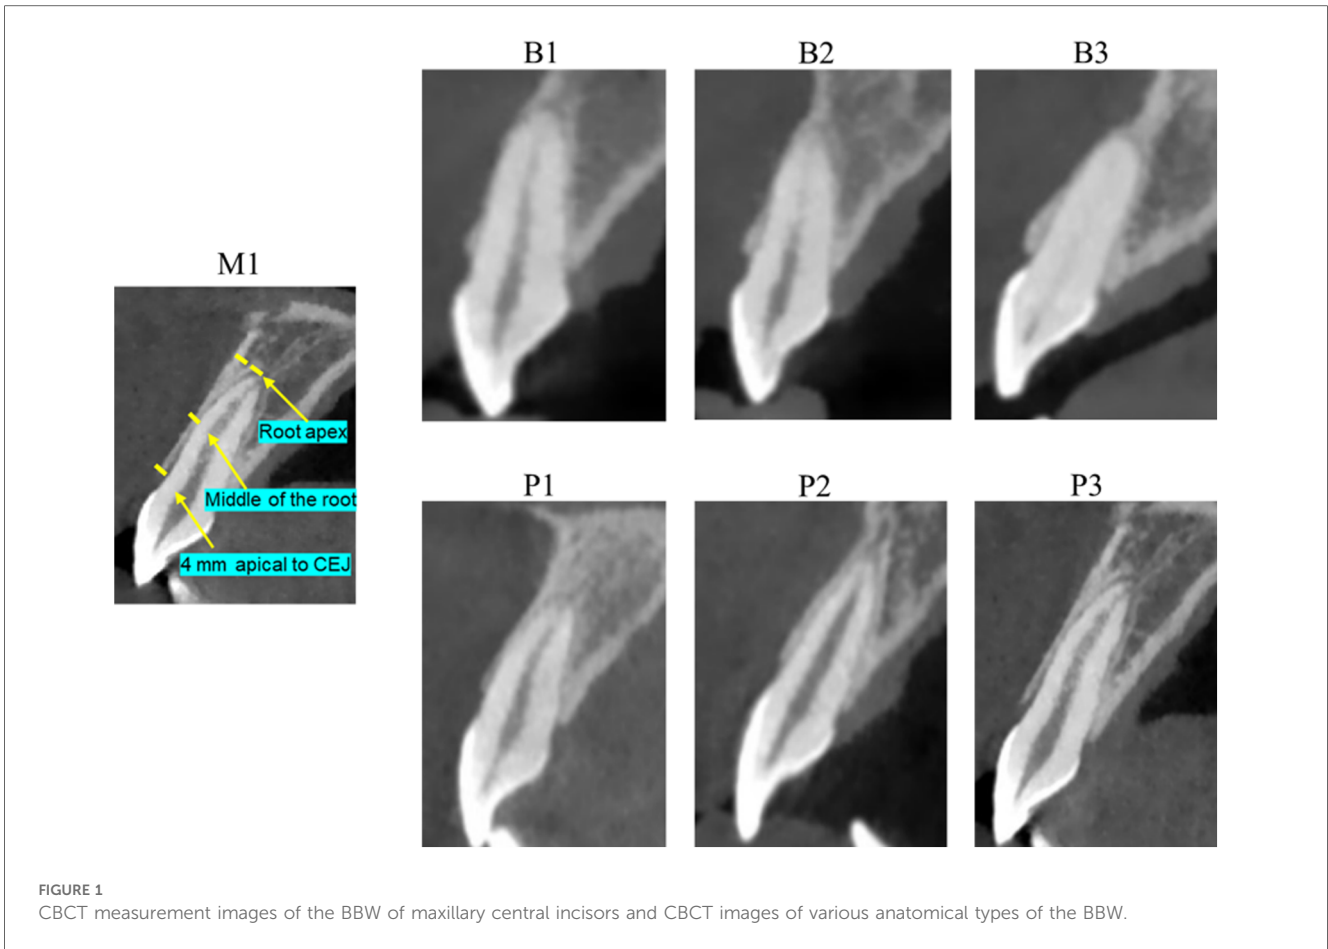 B1
B2
B3
M1
Root apex
Middle of the root
4 mm apical to CEJ
P1
P2
P3
FIGURE 1
CBCT measurement images of the BBW of maxillary central incisors and CBCT images of various anatomical types of the BBW.